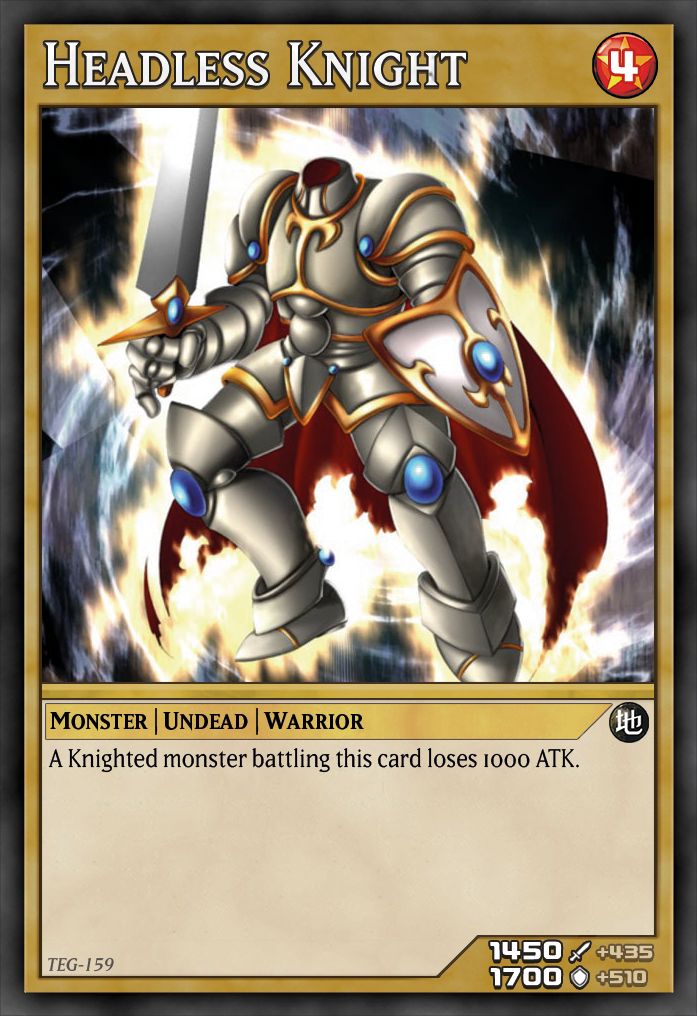 Headless Knight
4
Monster | Undead | Warrior
地
A Knighted monster battling this card loses 1000 ATK.
1450 +435
1700 +510
TEG-159